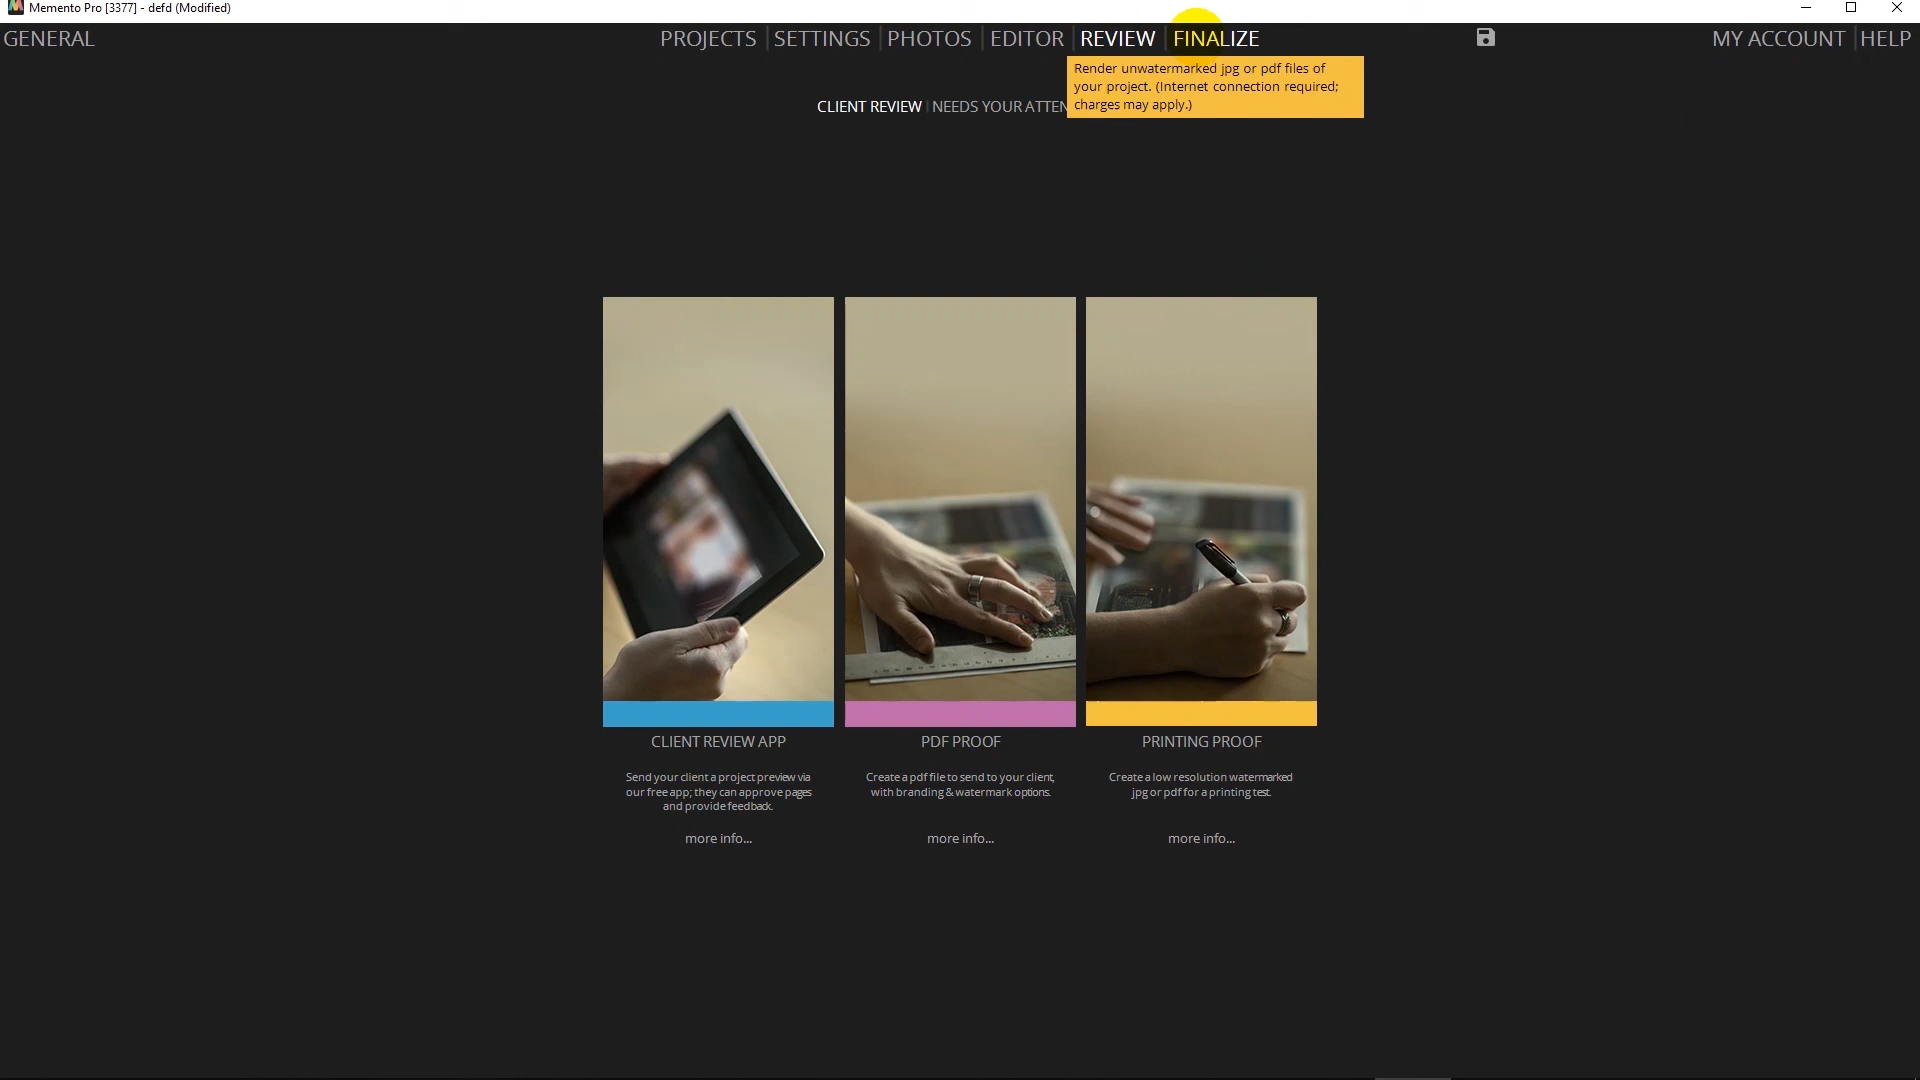 Memento Pro [3377] - defd (Modified)
GENERAL
PROJECTS
SETTINGS
PHOTOS
EDITOR
REVIEW
FINALIZE
MY ACCOUNT
HELP
Render unwatermarked jpg or pdf files of
your project. (Internet connection required;
charges may apply.)
CLIENT REVIEW
NEEDS YOUR ATTEN
CLIENT REVIEW APP
Send your client a project preview via
our free app; they can approve pages
and provide feedback.
more info...
PDF PROOF
Create a pdf file to send to your client,
with branding & watermark options.
more info...
PRINTING PROOF
Create a low resolution watermarked
jpg or pdf for a printing test.
more info...